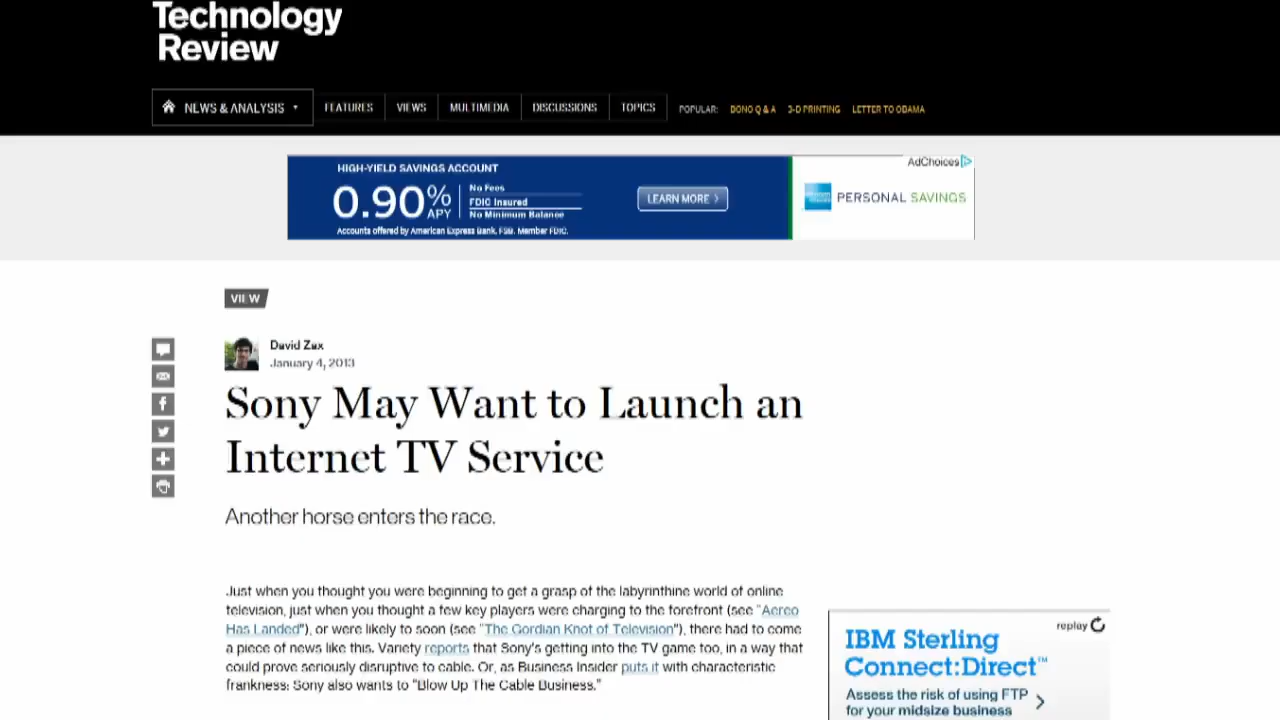 Technology
Review
NEWS & ANALYSIS
FEATURES
VIEWS
MULTIMEDIA
DISCUSSIONS
TOPICS
POPULAR:
BONO Q & A
3-D PRINTING
LETTER TO OBAMA
HIGH-YIELD SAVINGS ACCOUNT
0.90% APY
No Fees
FDIC Insured
No Minimum Balance
Accounts offered by American Express Bank, FSB. Member FDIC.
LEARN MORE
AdChoices
PERSONAL SAVINGS
VIEW
David Zax
January 4, 2013
Sony May Want to Launch an
Internet TV Service
Another horse enters the race.
Just when you thought you were beginning to get a grasp of the labyrinthine world of online
television, just when you thought a few key players were charging to the forefront (see "Aereo
Has Landed"), or were likely to soon (see "The Gordian Knot of Television"), there had to come
a piece of news like this. Variety reports that Sony's getting into the TV game too, in a way that
could prove seriously disruptive to cable. Or, as Business Insider puts it with characteristic
frankness: Sony also wants to "Blow Up The Cable Business."
replay
IBM Sterling
Connect:Direct™
Assess the risk of using FTP
for your midsize business